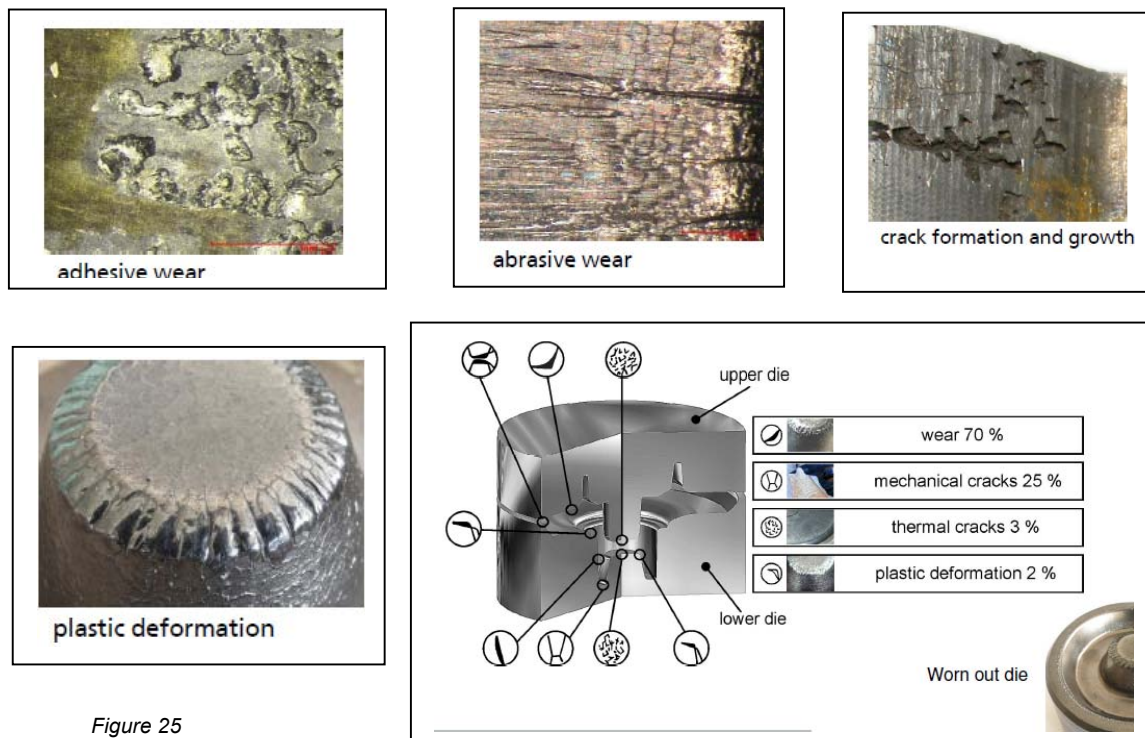 adhesive wear
abrasive wear
crack formation and growth
plastic deformation
upper die
wear 70 %
mechanical cracks 25 %
thermal cracks 3 %
plastic deformation 2 %
lower die
Worn out die
Figure 25